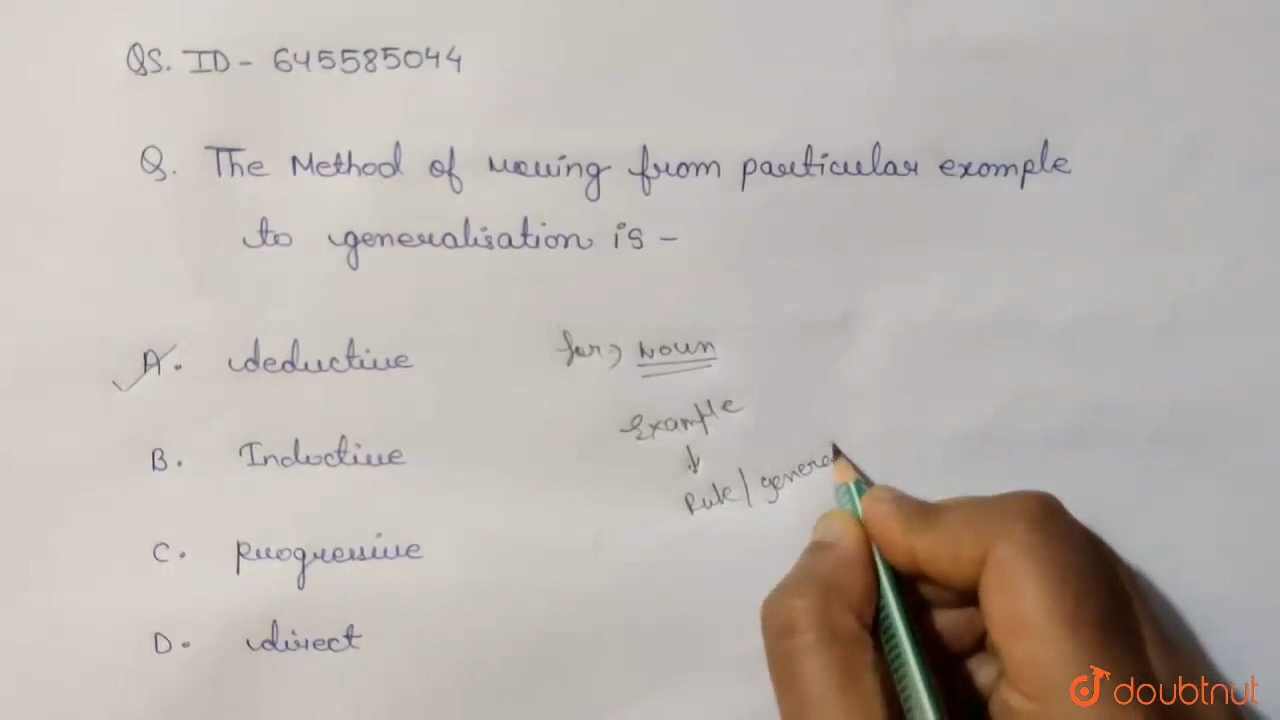 QS. ID - 645585044
Q. The Method of moving from particular example
to generalisation is -
A. deductive
for, Noun
Example
↓
Rule/genera
B. Inductive
C. progressive
D. direct
doubtnut